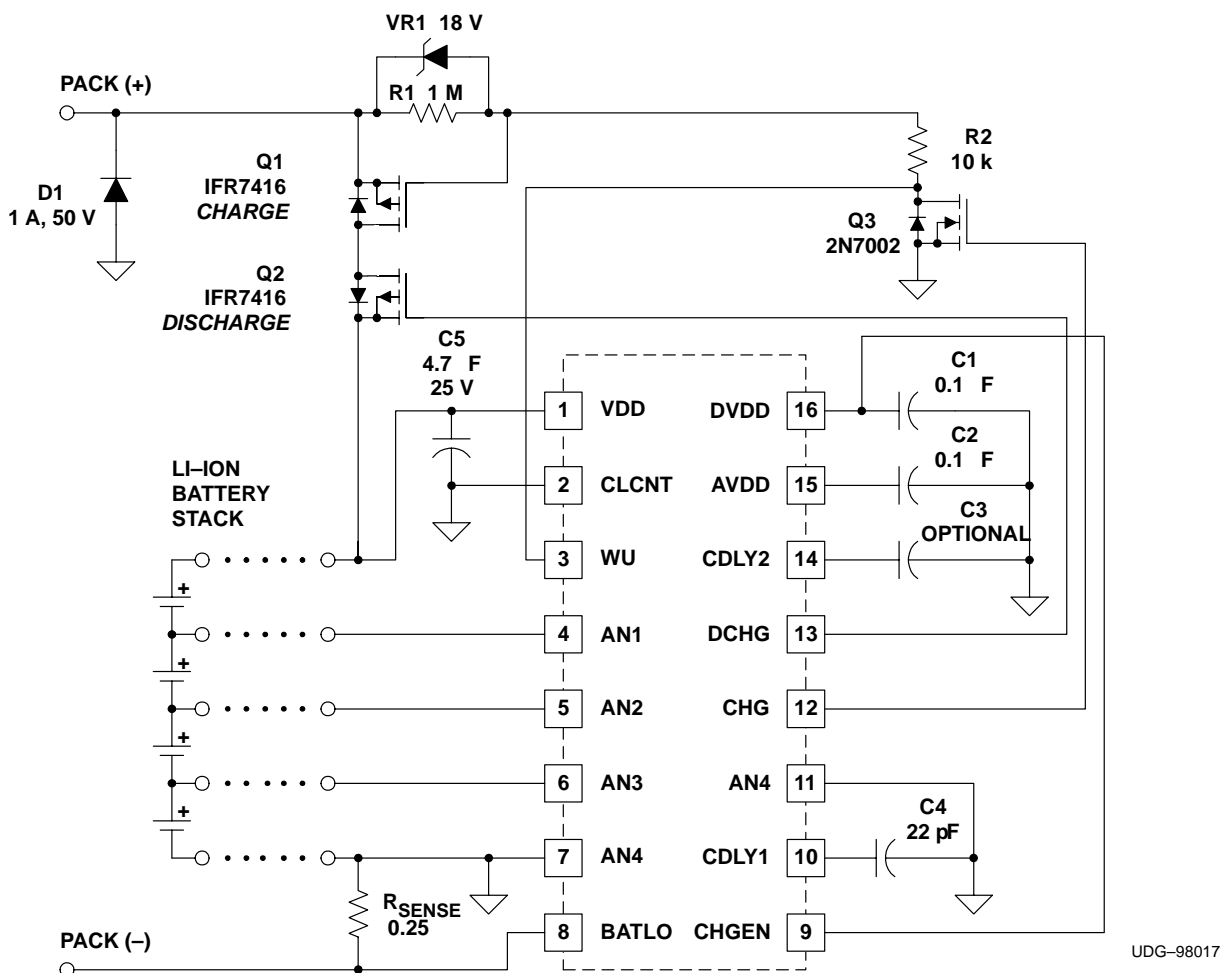 VR1 18 V
PACK (+)
R1 1 M
R2
10 k
Q1
IFR7416
CHARGE
D1
1 A, 50 V
Q3
2N7002
Q2
IFR7416
DISCHARGE
C5
4.7 F
25 V
C1
0.1 F
1 VDD DVDD 16
C2
0.1 F
LI–ION
BATTERY
STACK
2 CLCNT AVDD 15
C3
OPTIONAL
3 WU CDLY2 14
+
4 AN1 DCHG 13
+
5 AN2 CHG 12
+
6 AN3 AN4 11
C4
22 pF
+
7 AN4 CDLY1 10
RSENSE
0.25
8 BATLO CHGEN 9
PACK (–)
UDG–98017